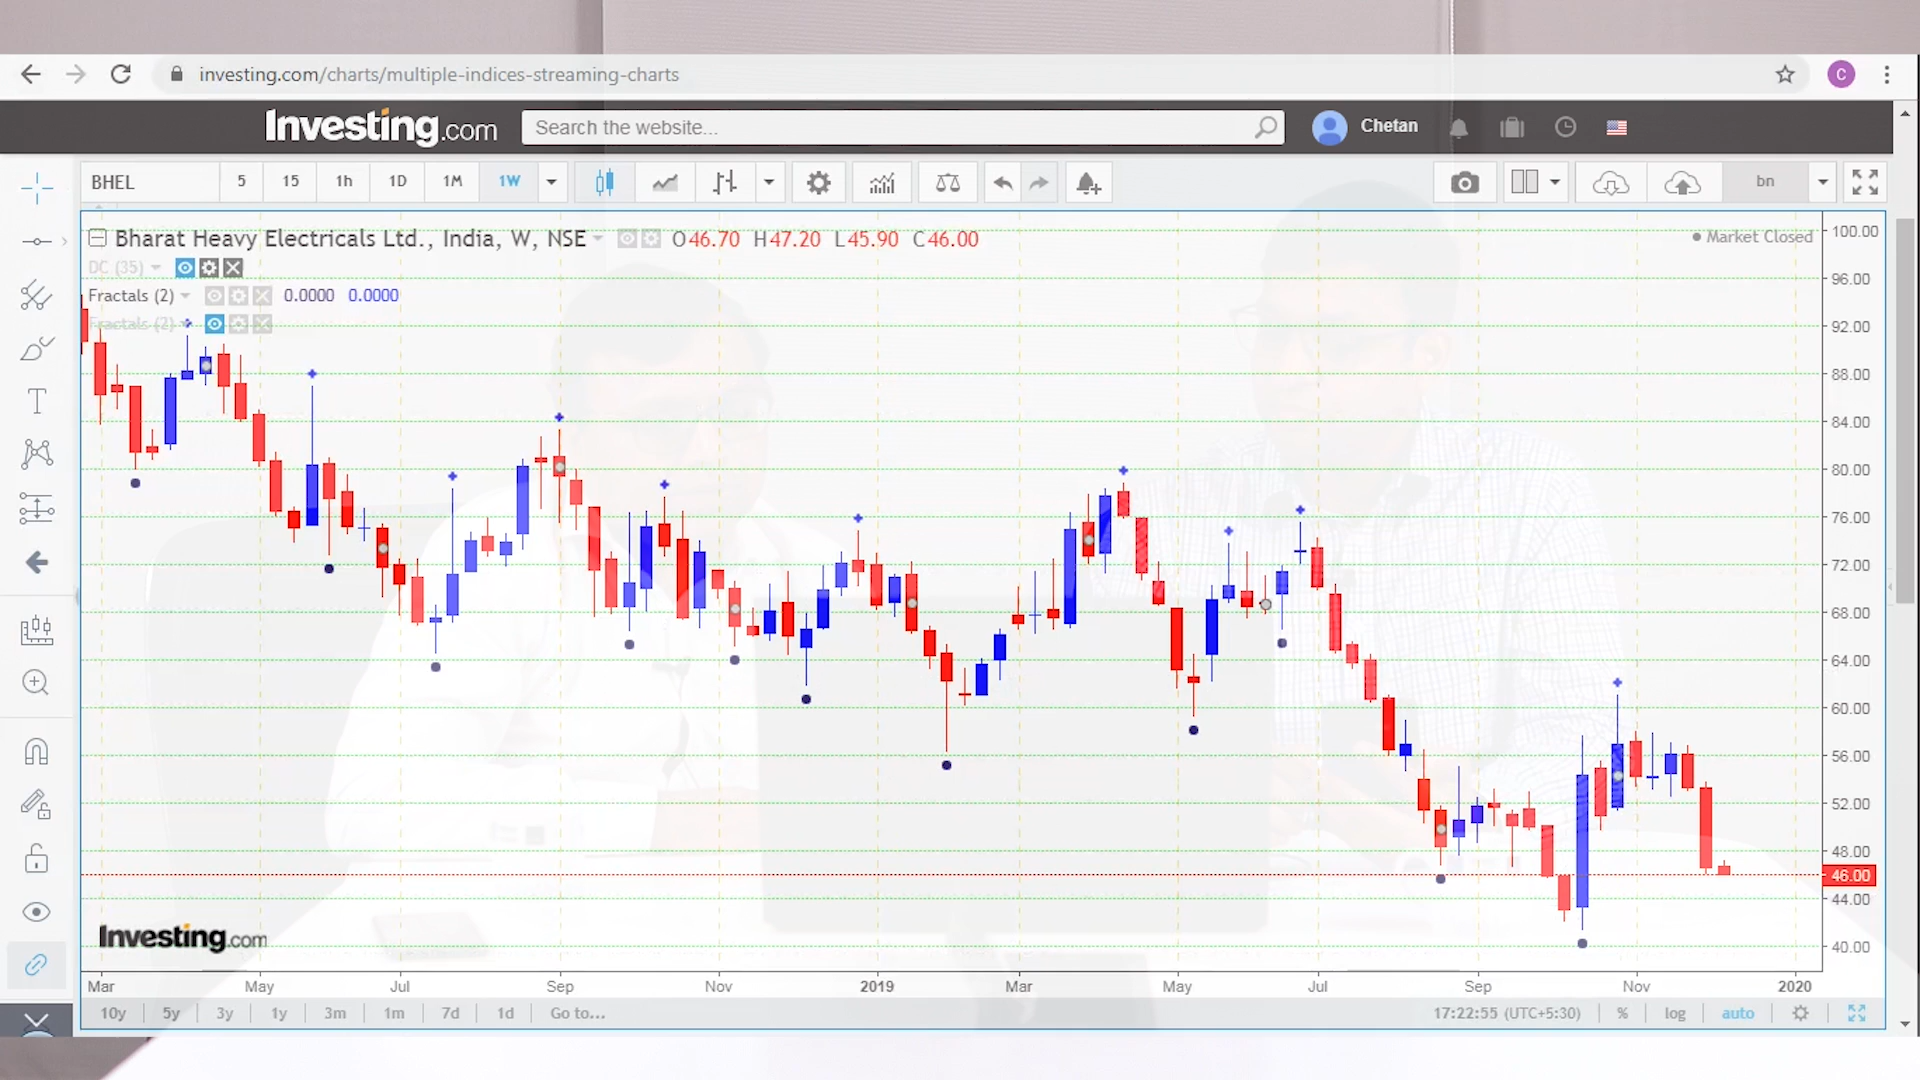 investing.com/charts/multiple-indices-streaming-charts
C
Investing.com
Search the website...
Chetan
BHEL
5 15 1h 1D 1M 1W
bn
Bharat Heavy Electricals Ltd., India, W, NSE O46.70 H47.20 L45.90 C46.00
Market Closed
DC (35)
Fractals (2) 0.0000 0.0000
Fractals (2)
100.00
96.00
92.00
88.00
84.00
80.00
76.00
72.00
68.00
64.00
60.00
56.00
52.00
48.00
46.00
44.00
40.00
Investing.com
Mar May Jul Sep Nov 2019 Mar May Jul Sep Nov 2020
10y 5y 3y 1y 3m 1m 7d 1d Go to... 17:22:55 (UTC+5:30) % log auto